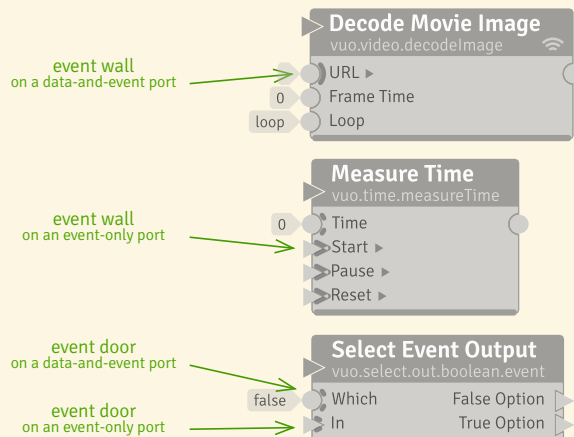 Decode Movie Image
vuo.video.decodeImage
event wall
on a data-and-event port
URL
0 Frame Time
loop Loop
Measure Time
vuo.time.measureTime
event wall
on an event-only port
0 Time
Start
Pause
Reset
event door
on a data-and-event port
Select Event Output
vuo.select.out.boolean.event
false Which False Option
event door
on an event-only port
In True Option